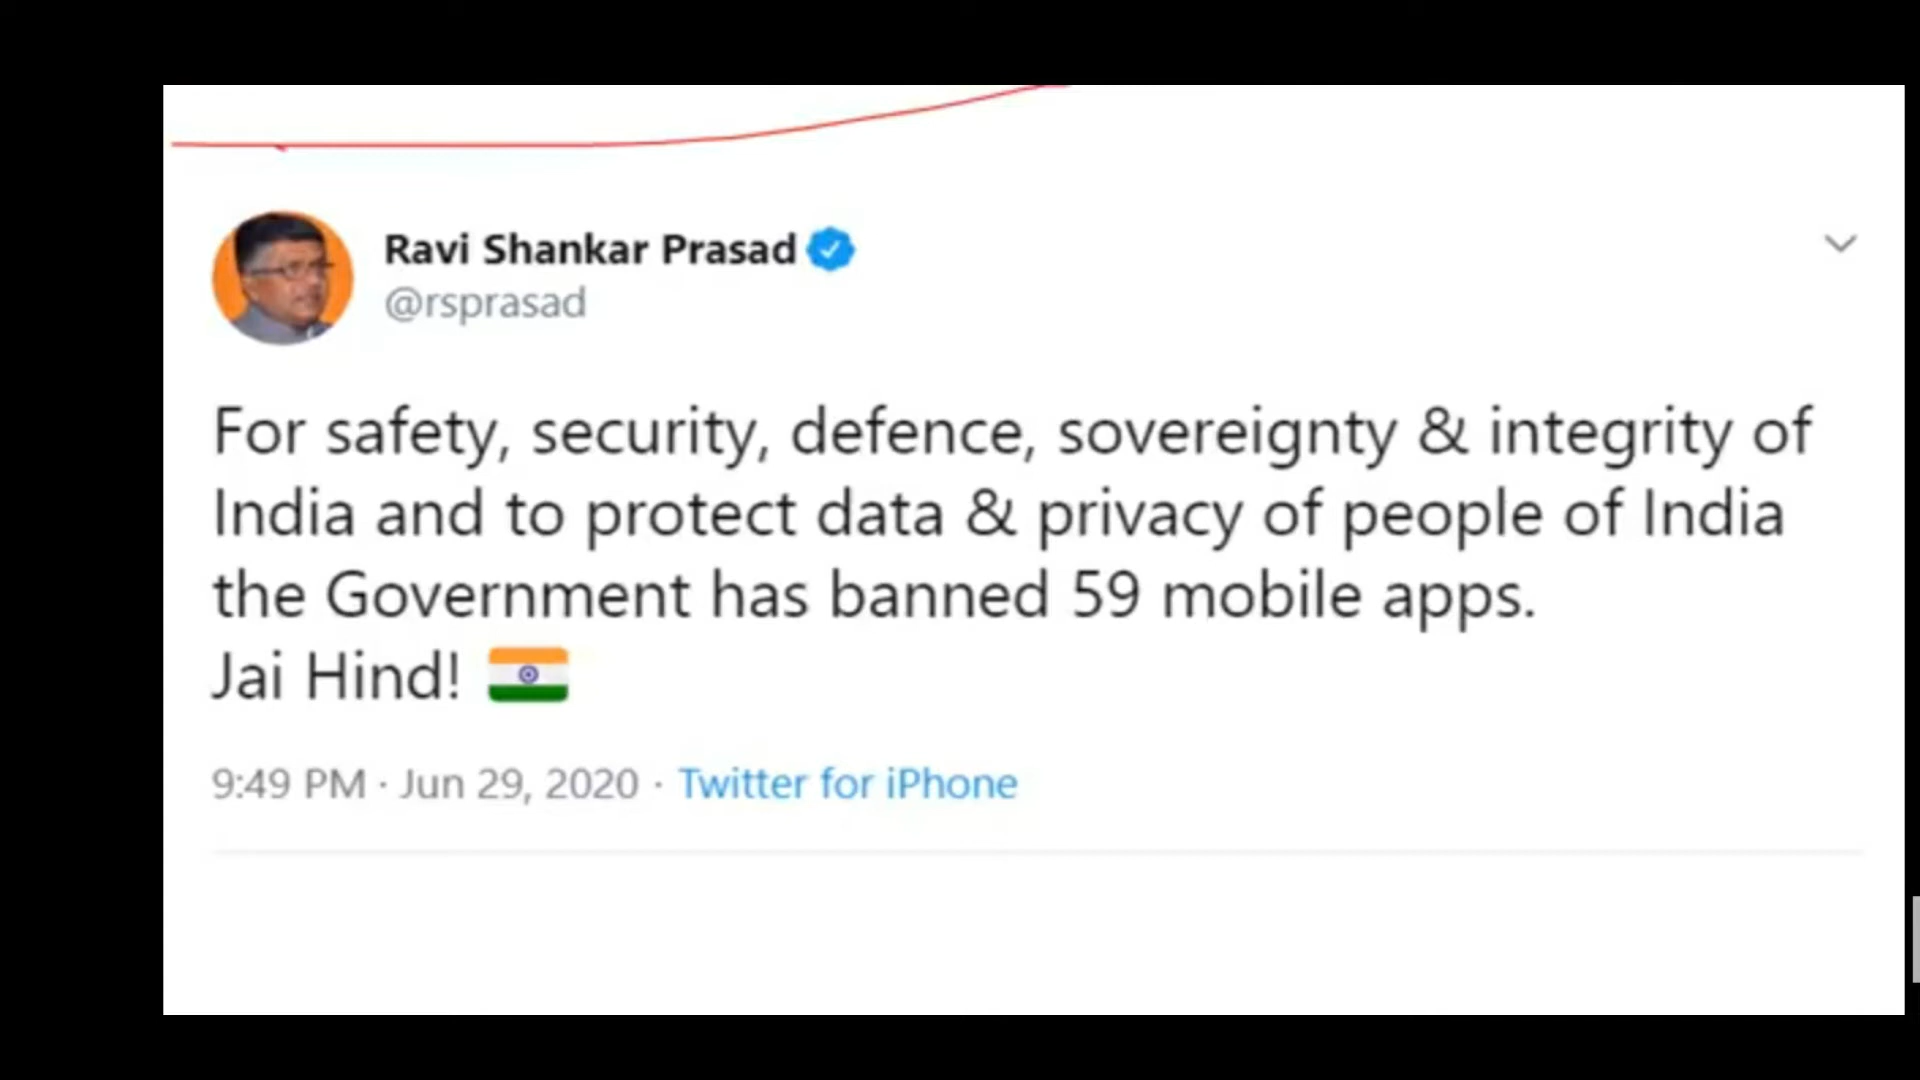 Ravi Shankar Prasad
@rsprasad
For safety, security, defence, sovereignty & integrity of
India and to protect data & privacy of people of India
the Government has banned 59 mobile apps.
Jai Hind! 🇮🇳
9:49 PM · Jun 29, 2020 · Twitter for iPhone